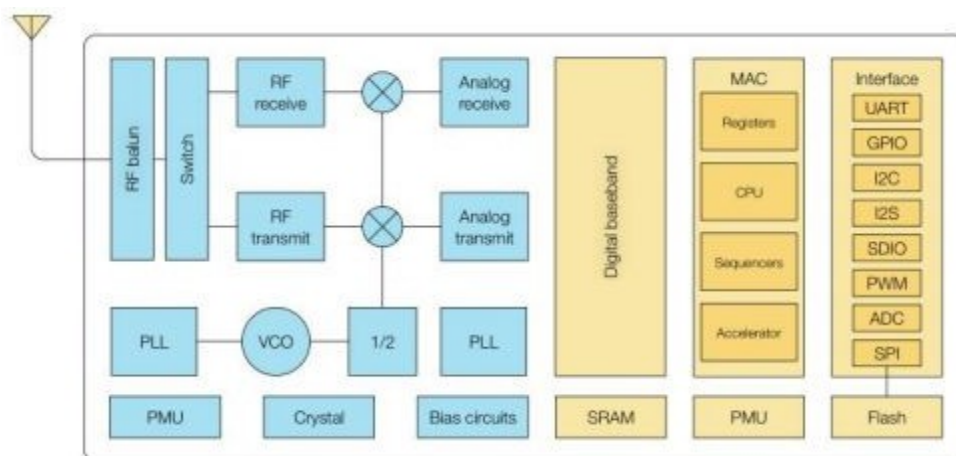 RF balun
Switch
RF
receive
Analog
receive
RF
transmit
Analog
transmit
PLL
VCO
1/2
PLL
PMU
Crystal
Bias circuits
Digital baseband
SRAM
MAC
Registers
CPU
Sequencers
Accelerator
PMU
Interface
UART
GPIO
I2C
I2S
SDIO
PWM
ADC
SPI
Flash